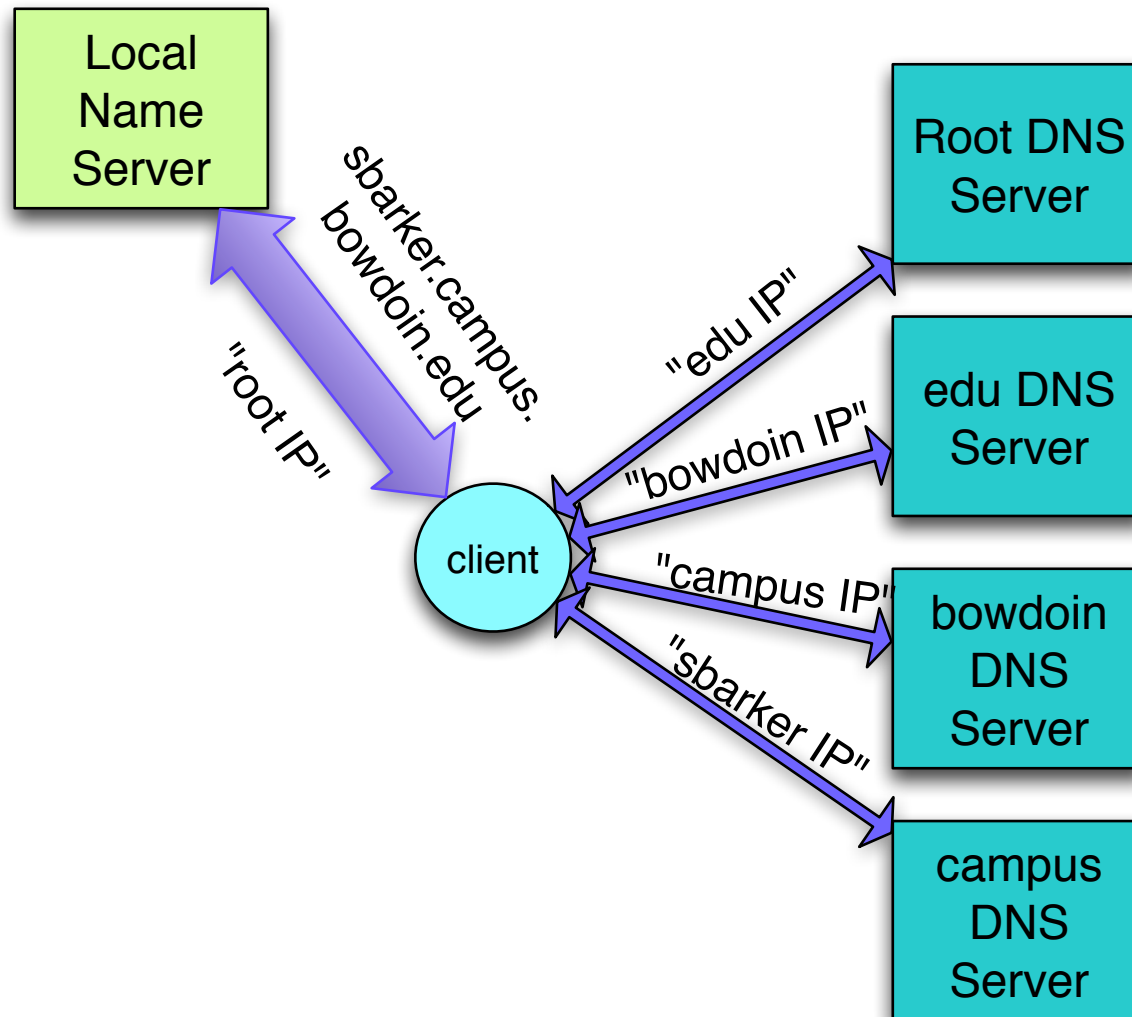 Local
Name
Server
sbarker.campus.
bowdoin.edu
"root IP"
client
"edu IP"
"bowdoin IP"
"campus IP"
"sbarker IP"
Root DNS
Server
edu DNS
Server
bowdoin
DNS
Server
campus
DNS
Server